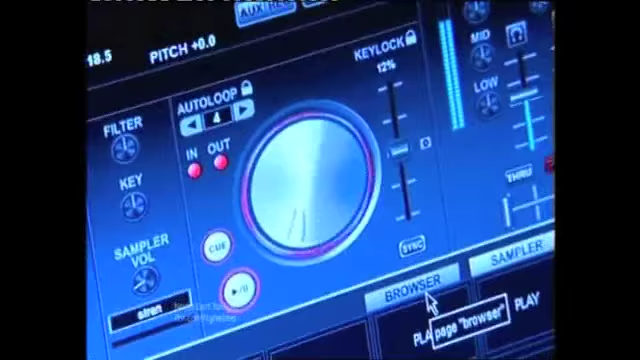 18.5
PITCH +0.0
KEYLOCK
12%
MID
LOW
AUTOLOOP
4
IN OUT
FILTER
KEY
SAMPLER
VOL
siren
CUE
SYNC
THRU
BROWSER
SAMPLER
page "browser"
PLAY